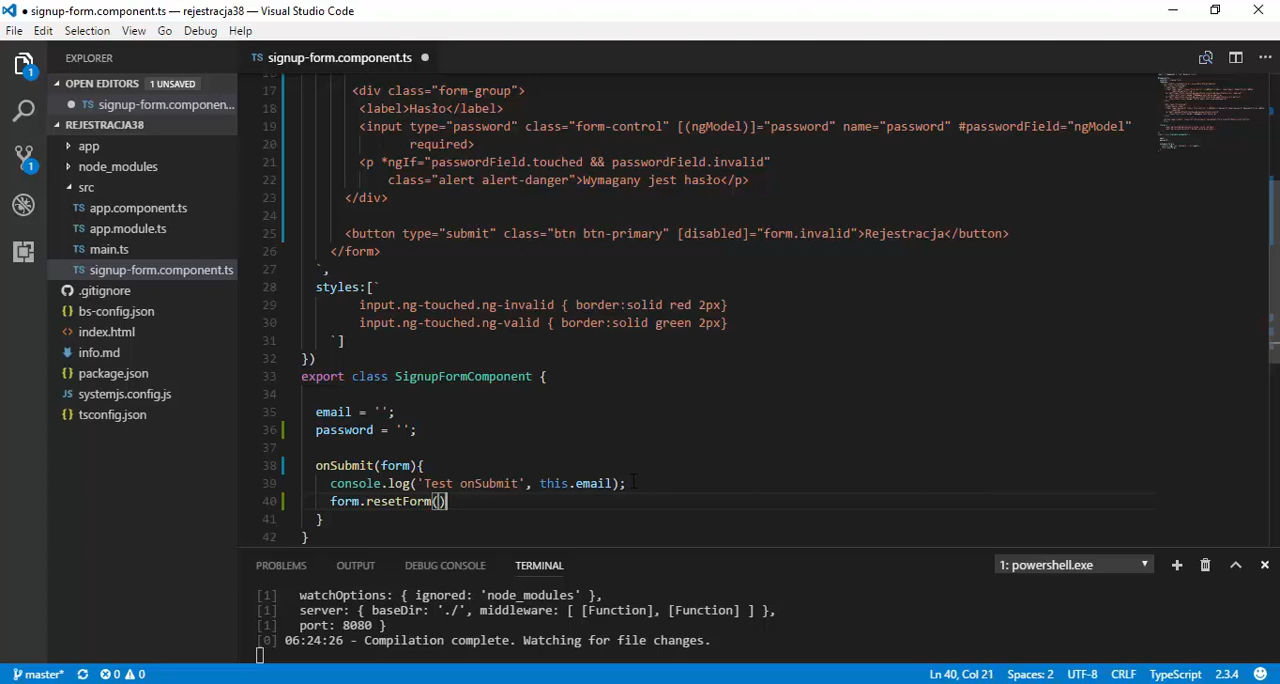 ● signup-form.component.ts — rejestracja38 — Visual Studio Code
File Edit Selection View Go Debug Help
EXPLORER
TS signup-form.component.ts
OPEN EDITORS 1 UNSAVED
TS signup-form.componen...
REJESTRACJA38
app
node_modules
src
TS app.component.ts
TS app.module.ts
TS main.ts
TS signup-form.component.ts
.gitignore
{} bs-config.json
<> index.html
info.md
{} package.json
JS systemjs.config.js
{} tsconfig.json
1
1
17 <div class="form-group">
18 <label>Hasło</label>
19 <input type="password" class="form-control" [(ngModel)]="password" name="password" #passwordField="ngModel"
20 required>
21 <p *ngIf="passwordField.touched && passwordField.invalid"
22 class="alert alert-danger">Wymagany jest hasło</p>
23 </div>
24
25 <button type="submit" class="btn btn-primary" [disabled]="form.invalid">Rejestracja</button>
26 </form>
27 `,
28 styles:[`
29 input.ng-touched.ng-invalid { border:solid red 2px}
30 input.ng-touched.ng-valid { border:solid green 2px}
31 `]
32 })
33 export class SignupFormComponent {
34
35 email = '';
36 password = '';
37
38 onSubmit(form){
39 console.log('Test onSubmit', this.email);
40 form.resetForm()
41 }
42 }
PROBLEMS OUTPUT DEBUG CONSOLE TERMINAL 1: powershell.exe
[1] watchOptions: { ignored: 'node_modules' },
[1] server: { baseDir: './', middleware: [ [Function], [Function] ] },
[1] port: 8080 }
[0] 06:24:26 - Compilation complete. Watching for file changes.
master* 0 0 Ln 40, Col 21 Spaces: 2 UTF-8 CRLF TypeScript 2.3.4